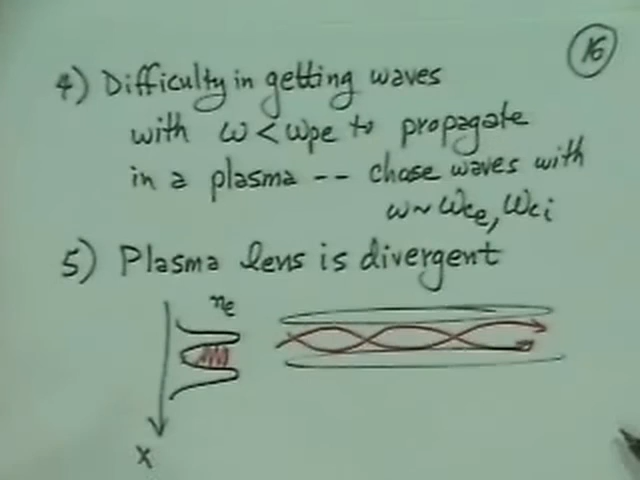 16
4) Difficulty in getting waves
with ω < ωpe to propagate
in a plasma -- chose waves with
ω ~ ωce, ωci
5) Plasma lens is divergent
ne
x